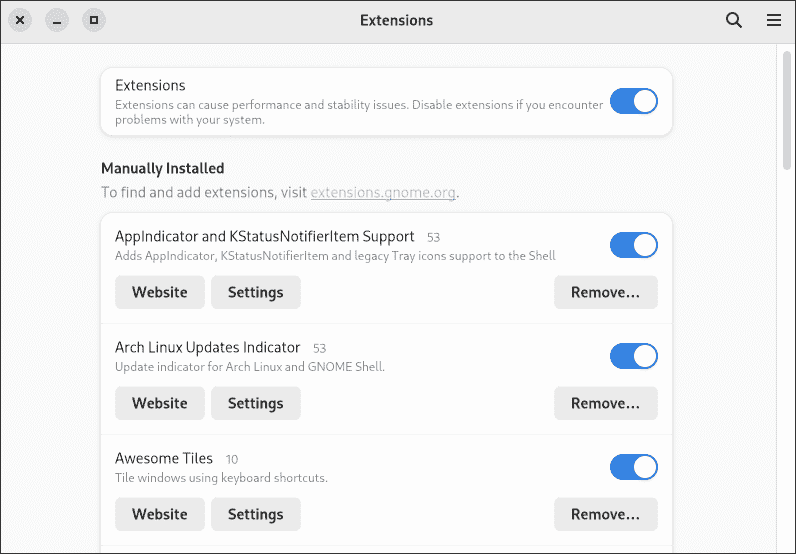 Extensions
Extensions
Extensions can cause performance and stability issues. Disable extensions if you encounter
problems with your system.
Manually Installed
To find and add extensions, visit extensions.gnome.org.
AppIndicator and KStatusNotifierItem Support 53
Adds AppIndicator, KStatusNotifierItem and legacy Tray icons support to the Shell
Website Settings Remove...
Arch Linux Updates Indicator 53
Update indicator for Arch Linux and GNOME Shell.
Website Settings Remove...
Awesome Tiles 10
Tile windows using keyboard shortcuts.
Website Settings Remove...